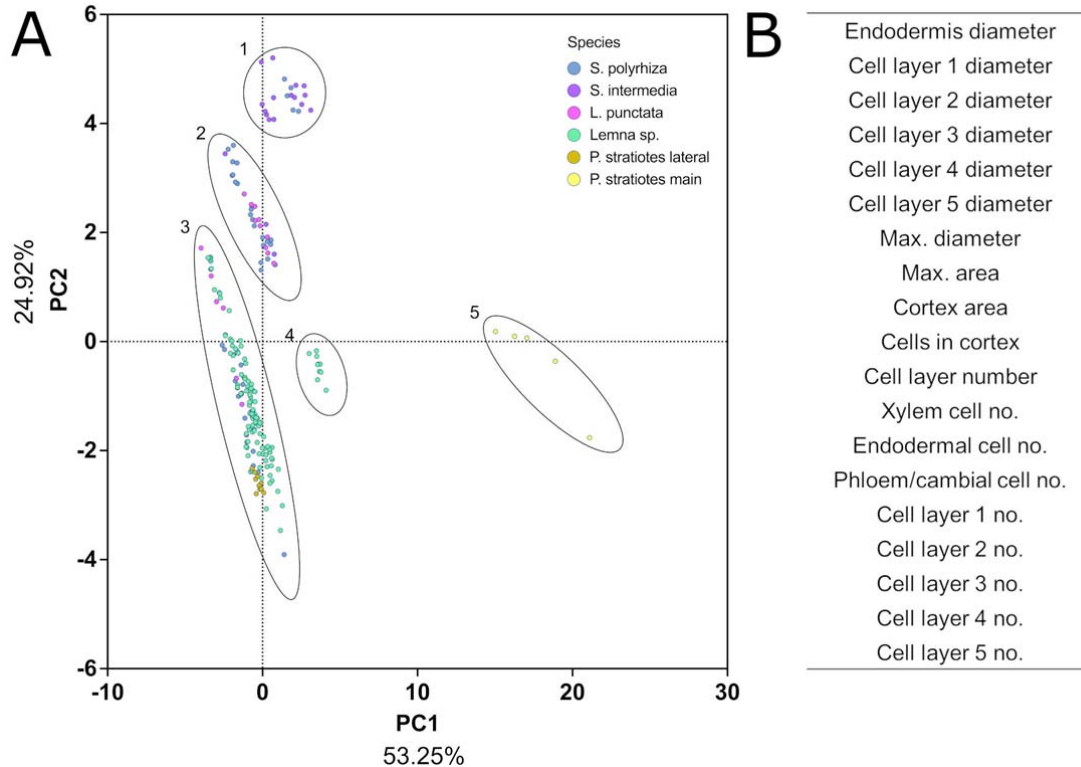 A
B
6
4
2
0
-2
-4
-6
24.92%
PC2
1
2
3
4
5
Species
S. polyrhiza
S. intermedia
L. punctata
Lemna sp.
P. stratiotes lateral
P. stratiotes main
-10
0
10
20
30
PC1
53.25%
Endodermis diameter
Cell layer 1 diameter
Cell layer 2 diameter
Cell layer 3 diameter
Cell layer 4 diameter
Cell layer 5 diameter
Max. diameter
Max. area
Cortex area
Cells in cortex
Cell layer number
Xylem cell no.
Endodermal cell no.
Phloem/cambial cell no.
Cell layer 1 no.
Cell layer 2 no.
Cell layer 3 no.
Cell layer 4 no.
Cell layer 5 no.